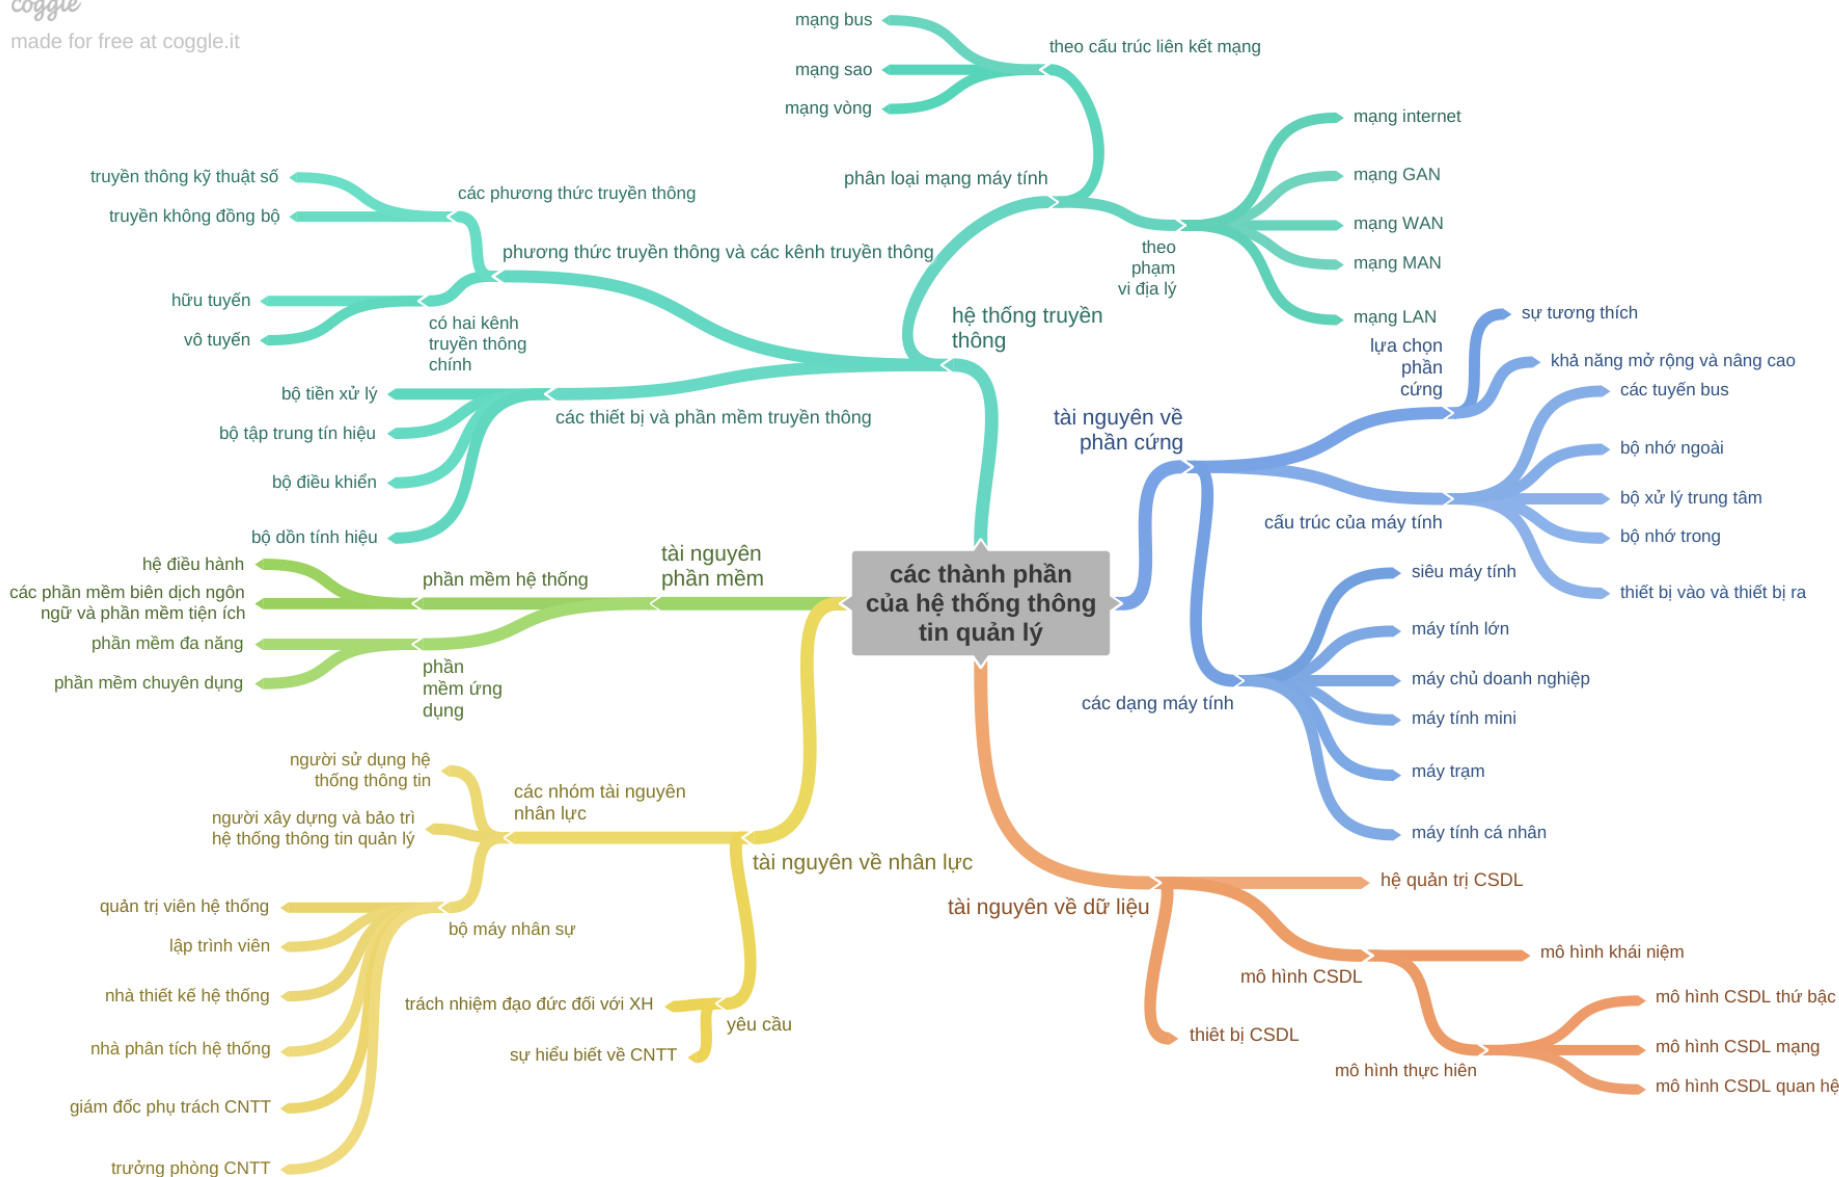 coggle
made for free at coggle.it
các thành phần
của hệ thống thông
tin quản lý
hệ thống truyền
thông
phân loại mạng máy tính
theo cấu trúc liên kết mạng
mạng bus
mạng sao
mạng vòng
theo
phạm
vi địa lý
mạng internet
mạng GAN
mạng WAN
mạng MAN
mạng LAN
phương thức truyền thông và các kênh truyền thông
các phương thức truyền thông
truyền thông kỹ thuật số
truyền không đồng bộ
có hai kênh
truyền thông
chính
hữu tuyến
vô tuyến
các thiết bị và phần mềm truyền thông
bộ tiền xử lý
bộ tập trung tín hiệu
bộ điều khiển
bộ dồn tính hiệu
tài nguyên về
phần cứng
lựa chọn
phần
cứng
sự tương thích
khả năng mở rộng và nâng cao
cấu trúc của máy tính
các tuyến bus
bộ nhớ ngoài
bộ xử lý trung tâm
bộ nhớ trong
thiết bị vào và thiết bị ra
các dạng máy tính
siêu máy tính
máy tính lớn
máy chủ doanh nghiệp
máy tính mini
máy trạm
máy tính cá nhân
tài nguyên
phần mềm
phần mềm hệ thống
hệ điều hành
các phần mềm biên dịch ngôn
ngữ và phần mềm tiện ích
phần
mềm ứng
dụng
phần mềm đa năng
phần mềm chuyên dụng
tài nguyên về nhân lực
các nhóm tài nguyên
nhân lực
người sử dụng hệ
thống thông tin
người xây dựng và bảo trì
hệ thống thông tin quản lý
bộ máy nhân sự
quản trị viên hệ thống
lập trình viên
nhà thiết kế hệ thống
nhà phân tích hệ thống
giám đốc phụ trách CNTT
trưởng phòng CNTT
yêu cầu
trách nhiệm đạo đức đối với XH
sự hiểu biết về CNTT
tài nguyên về dữ liệu
hệ quản trị CSDL
mô hình CSDL
mô hình khái niệm
mô hình thực hiên
mô hình CSDL thứ bậc
mô hình CSDL mạng
mô hình CSDL quan hệ
thiêt bị CSDL